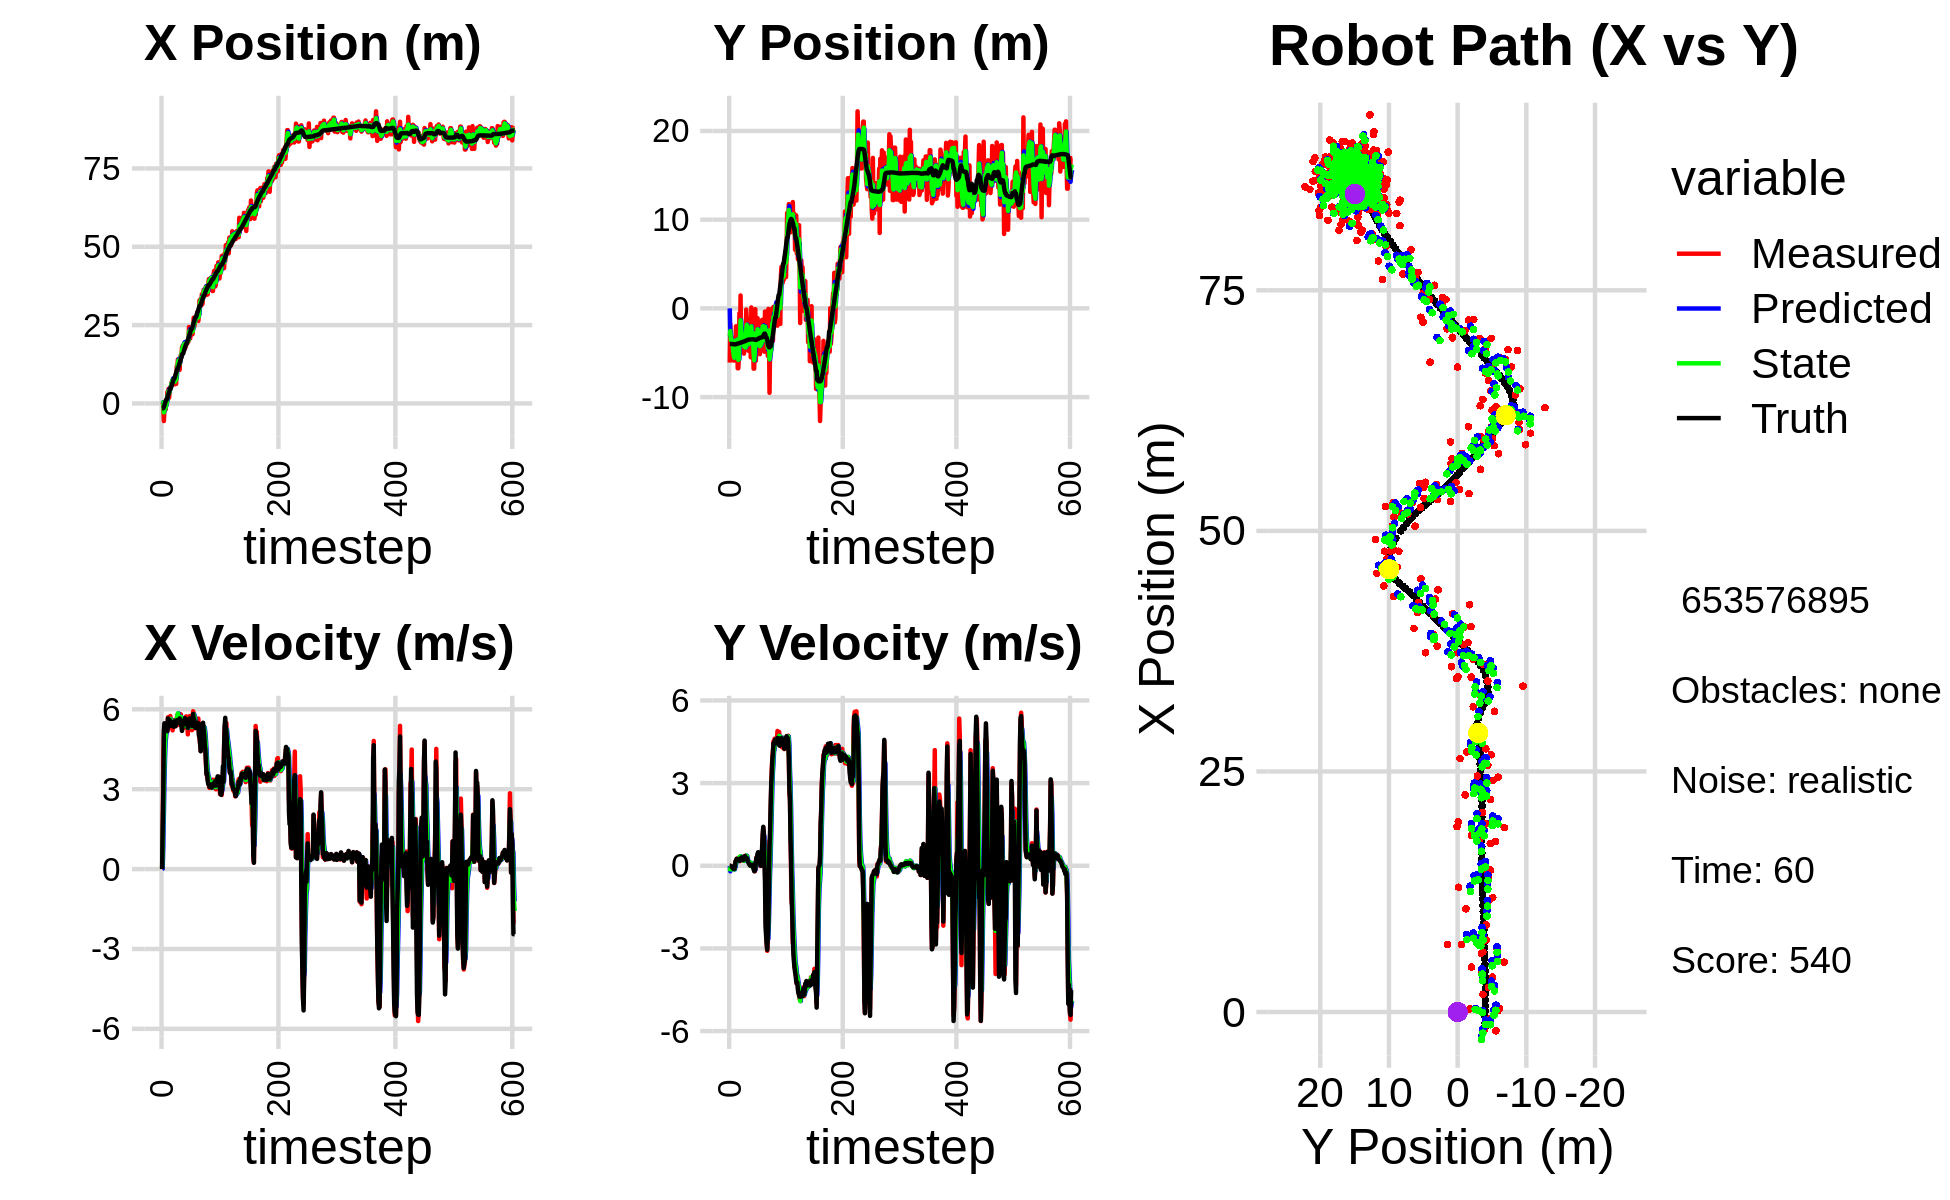 X Position (m)
75
50
25
0
0
200
400
600
timestep
Y Position (m)
20
10
0
-10
0
200
400
600
timestep
X Velocity (m/s)
6
3
0
-3
-6
0
200
400
600
timestep
Y Velocity (m/s)
6
3
0
-3
-6
0
200
400
600
timestep
Robot Path (X vs Y)
X Position (m)
75
50
25
0
20 10 0 -10 -20
Y Position (m)
variable
Measured
Predicted
State
Truth
653576895
Obstacles: none
Noise: realistic
Time: 60
Score: 540